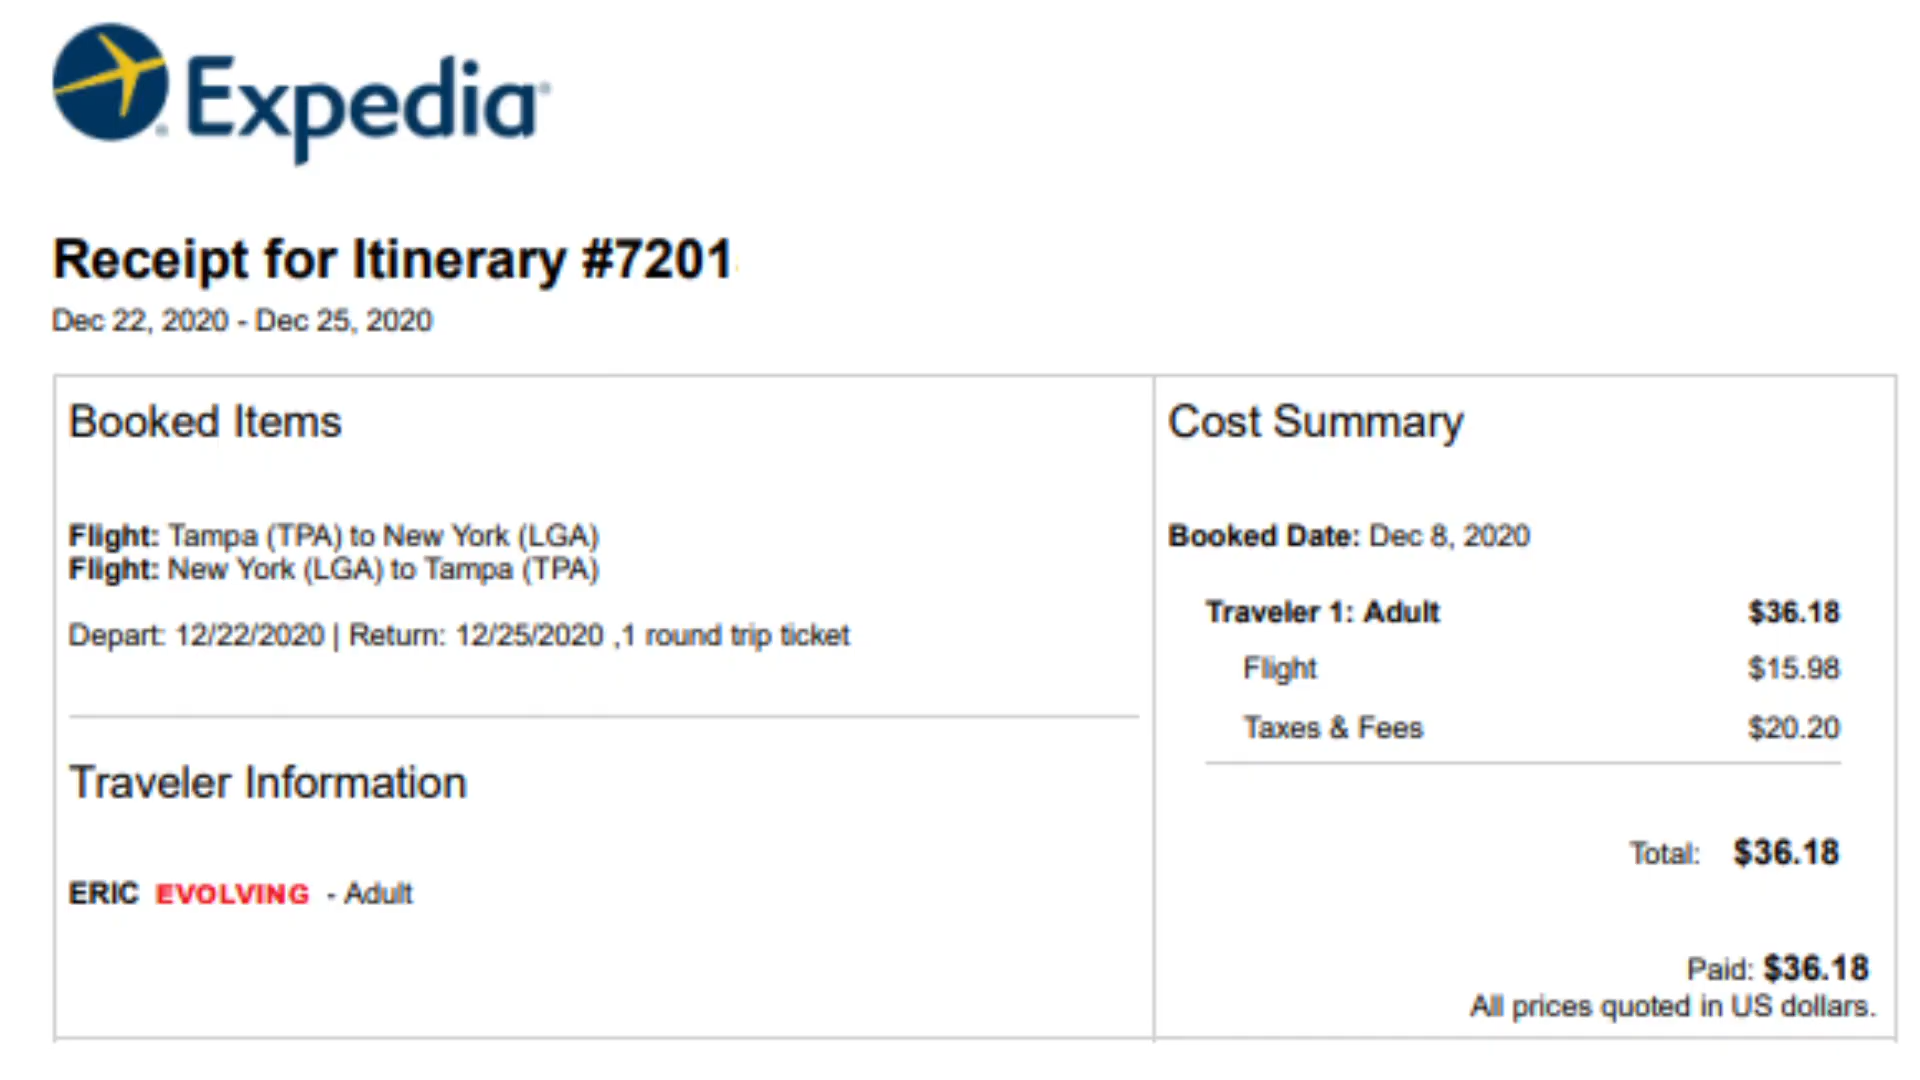 Expedia
Receipt for Itinerary #7201
Dec 22, 2020 - Dec 25, 2020
Booked Items
Flight: Tampa (TPA) to New York (LGA)
Flight: New York (LGA) to Tampa (TPA)
Depart: 12/22/2020 | Return: 12/25/2020 ,1 round trip ticket
Traveler Information
ERIC EVOLVING - Adult
Cost Summary
Booked Date: Dec 8, 2020
Traveler 1: Adult $36.18
Flight $15.98
Taxes & Fees $20.20
Total: $36.18
Paid: $36.18
All prices quoted in US dollars.